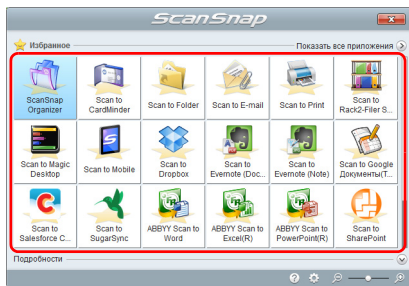 ScanSnap
Избранное
Показать все приложения
ScanSnap Organizer
Scan to CardMinder
Scan to Folder
Scan to E-mail
Scan to Print
Scan to Rack2-Filer S...
Scan to Magic Desktop
Scan to Mobile
Scan to Dropbox
Scan to Evernote (Doc...
Scan to Evernote (Note)
Scan to Google Документы(Т...
Scan to Salesforce C...
Scan to SugarSync
ABBYY Scan to Word
ABBYY Scan to Excel(R)
ABBYY Scan to PowerPoint(R)
Scan to SharePoint
Подробности